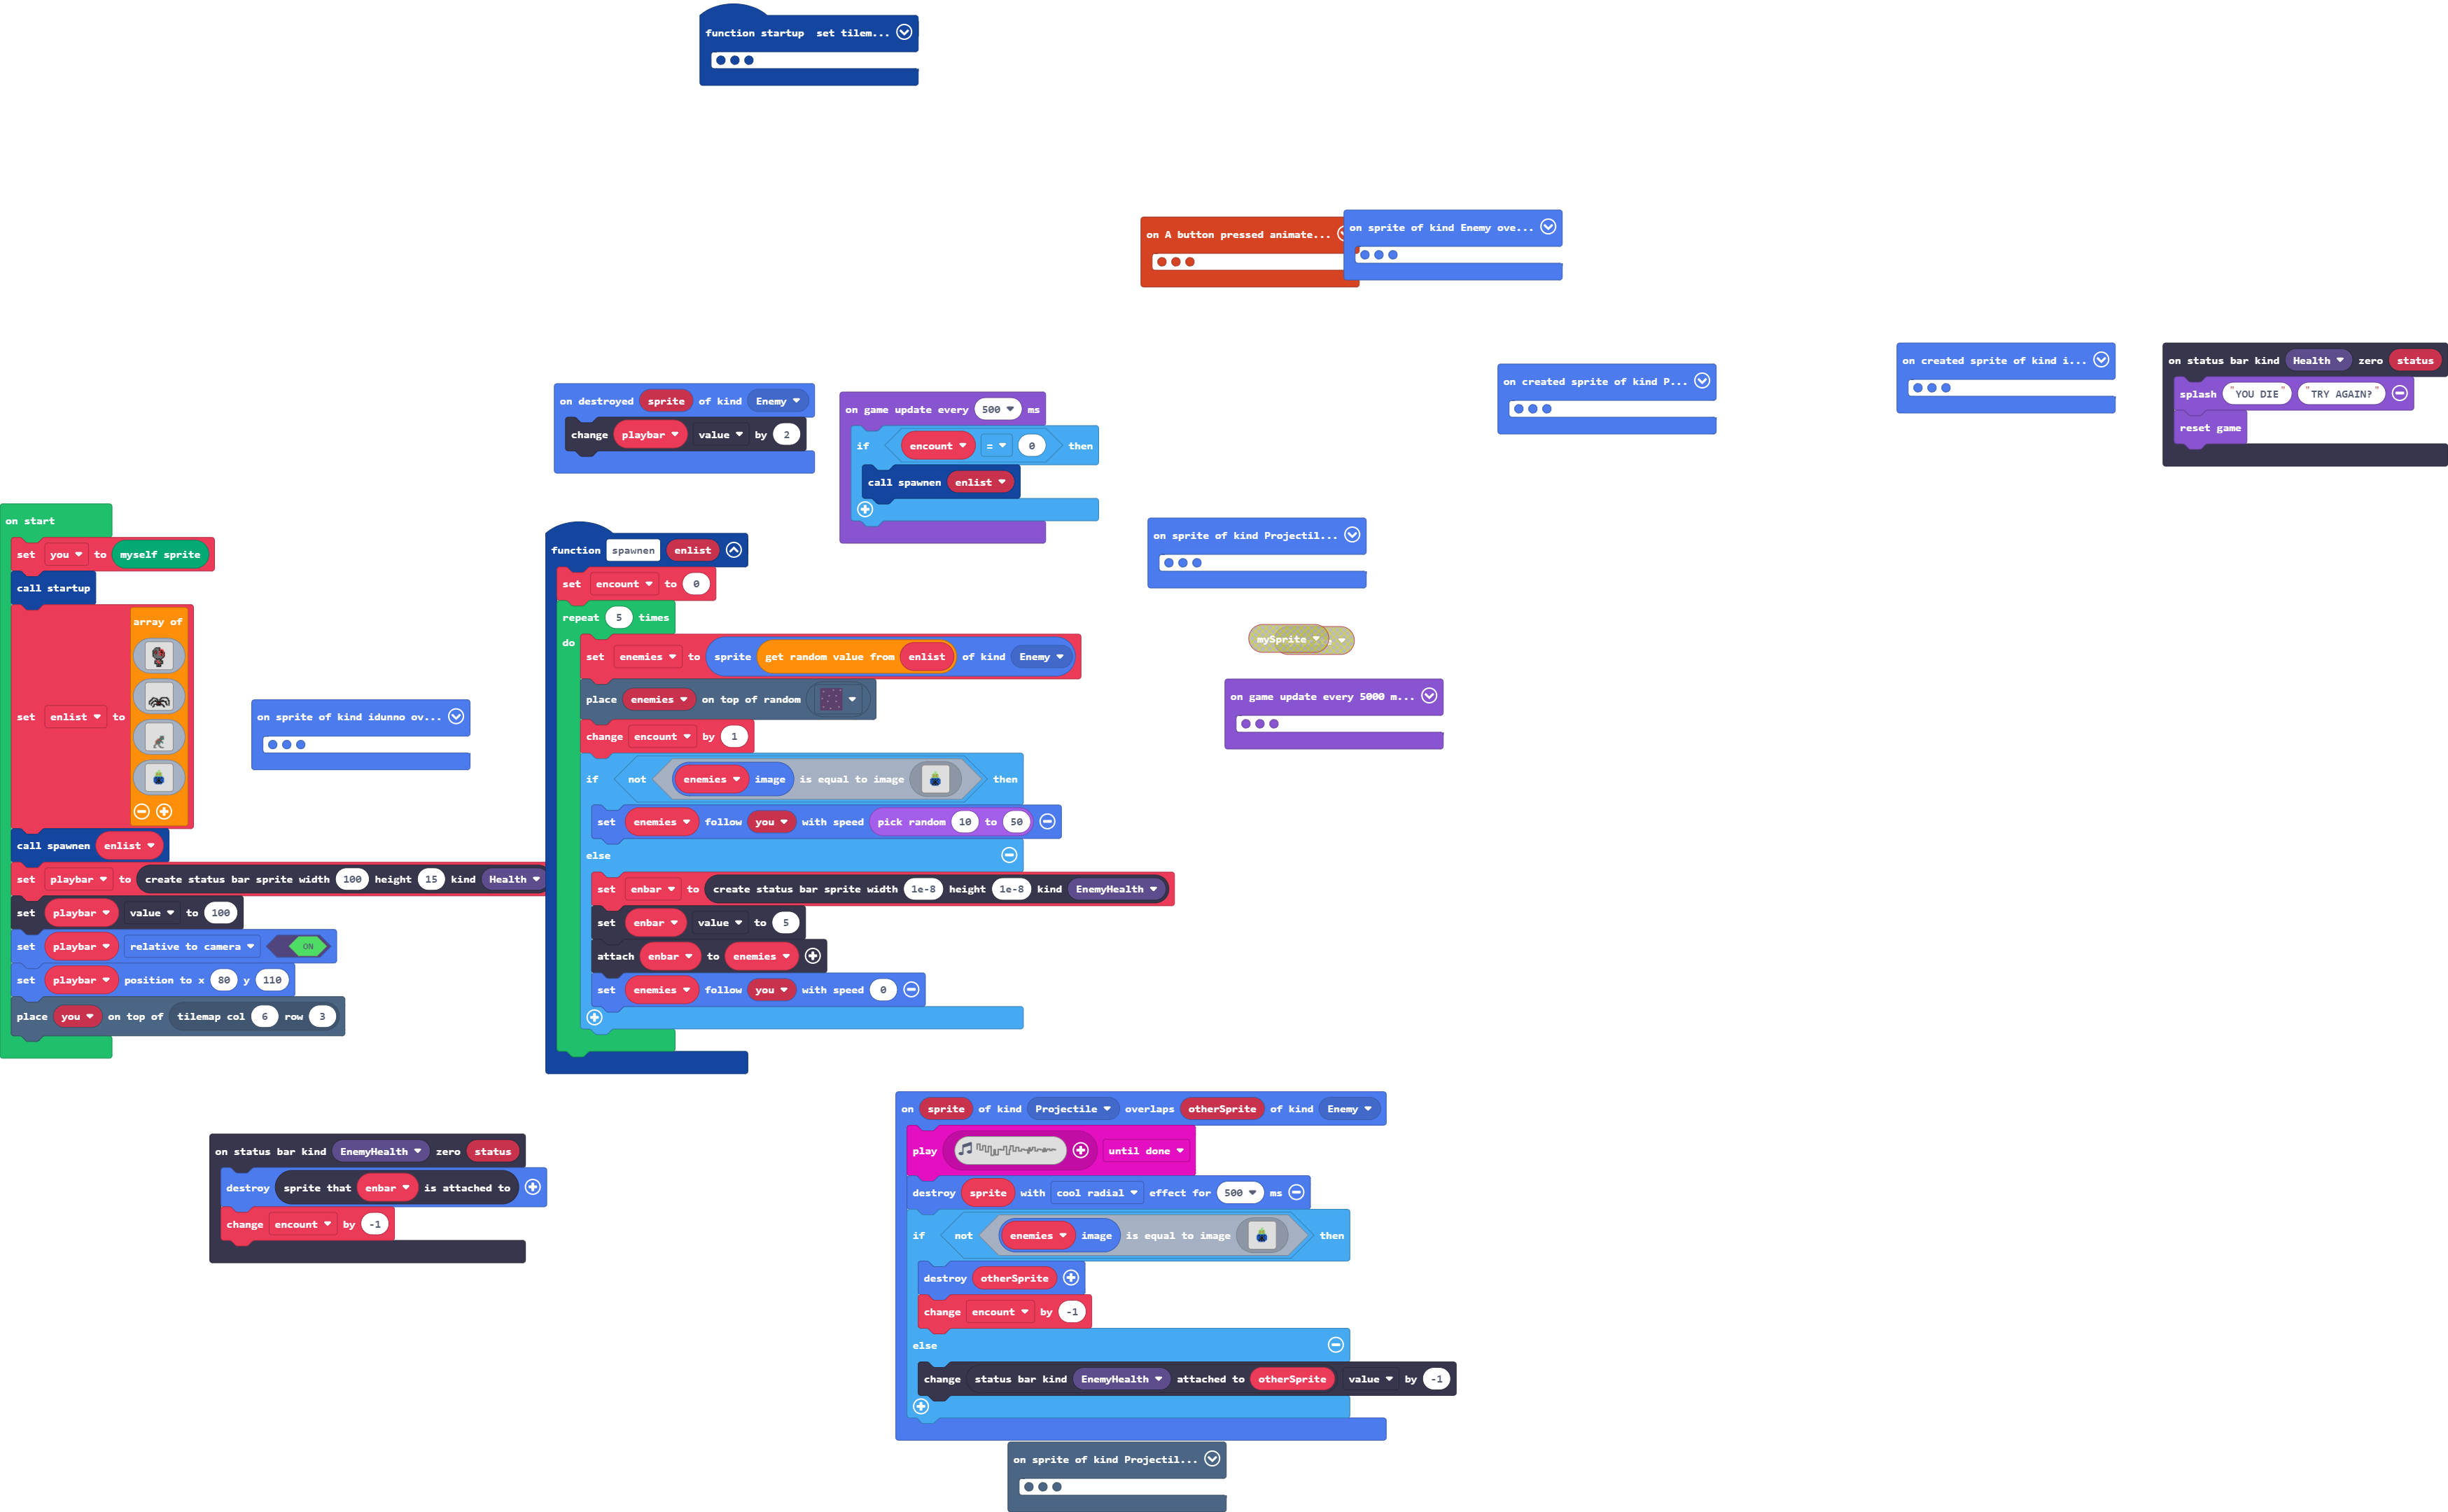 function startup set tilem...
on A button pressed animate...
on sprite of kind Enemy ove...
on created sprite of kind P...
on created sprite of kind i...
on status bar kind Health zero status
splash "YOU DIE" "TRY AGAIN?"
reset game
on destroyed sprite of kind Enemy
change playbar value by 2
on game update every 500 ms
if encount = 0 then
call spawnen enlist
on start
set you to myself sprite
call startup
set enlist to array of
call spawnen enlist
set playbar to create status bar sprite width 100 height 15 kind Health
set playbar value to 100
set playbar relative to camera ON
set playbar position to x 80 y 110
place you on top of tilemap col 6 row 3
on sprite of kind idunno ov...
function spawnen enlist
set encount to 0
repeat 5 times
do
set enemies to sprite get random value from enlist of kind Enemy
place enemies on top of random
change encount by 1
if not enemies image is equal to image then
set enemies follow you with speed pick random 10 to 50
else
set enbar to create status bar sprite width 1e-8 height 1e-8 kind EnemyHealth
set enbar value to 5
attach enbar to enemies
set enemies follow you with speed 0
on sprite of kind Projectil...
mySprite
on game update every 5000 m...
on status bar kind EnemyHealth zero status
destroy sprite that enbar is attached to
change encount by -1
on sprite of kind Projectile overlaps otherSprite of kind Enemy
play until done
destroy sprite with cool radial effect for 500 ms
if not enemies image is equal to image then
destroy otherSprite
change encount by -1
else
change status bar kind EnemyHealth attached to otherSprite value by -1
on sprite of kind Projectil...